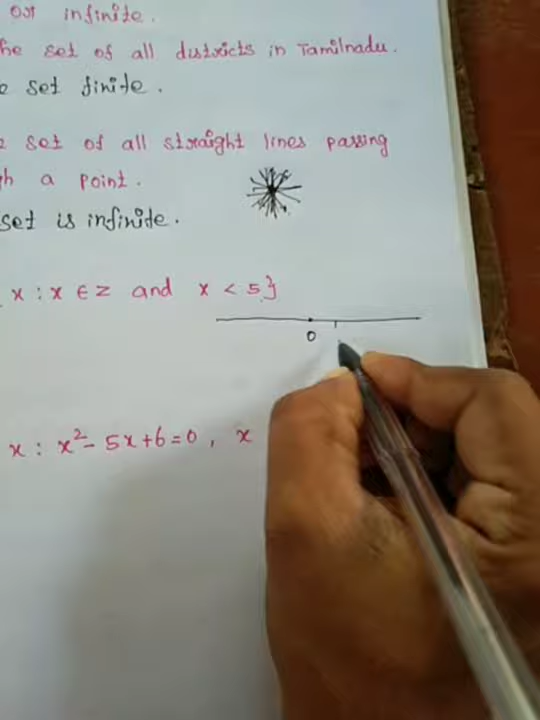 or infinite.
he set of all districts in Tamilnadu.
e set finite.
e set of all straight lines passing
gh a point.
set is infinite.
x : x ∈ z and x < 5}
0
x : x² - 5x + 6 = 0 , x